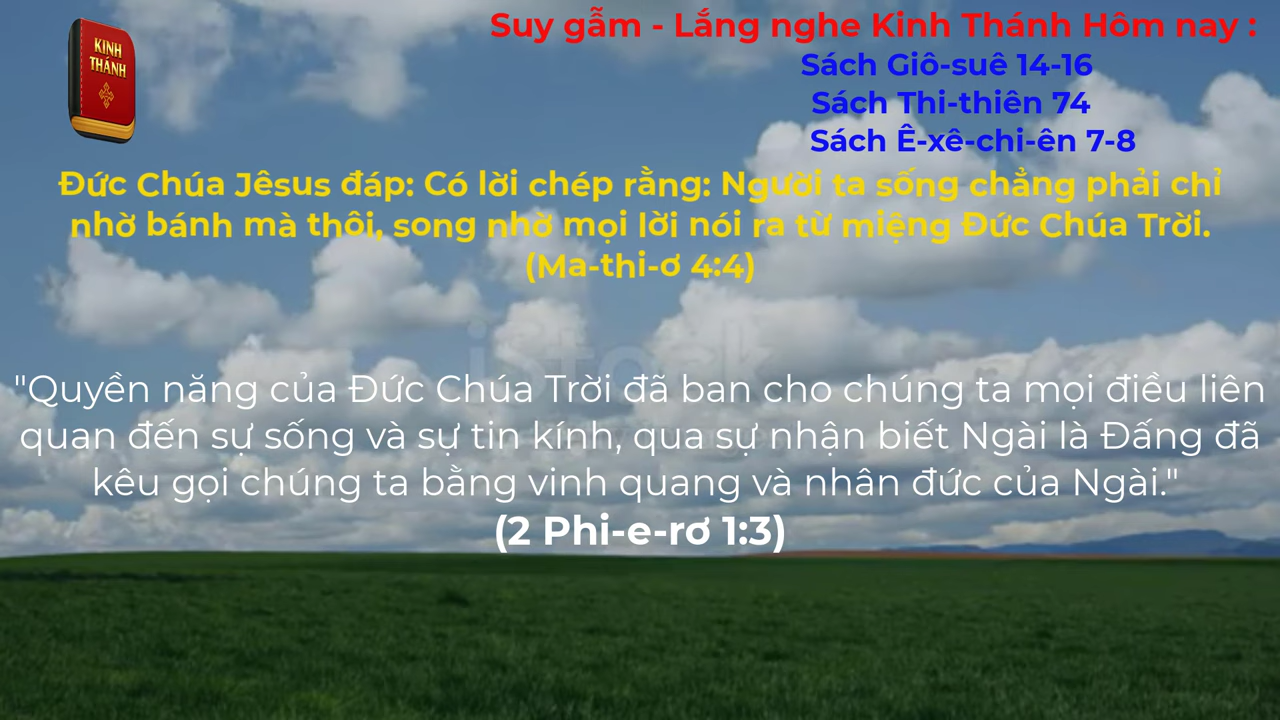 KINH
THÁNH
Suy gẫm - Lắng nghe Kinh Thánh Hôm nay :
Sách Giô-suê 14-16
Sách Thi-thiên 74
Sách Ê-xê-chi-ên 7-8
Đức Chúa Jêsus đáp: Có lời chép rằng: Người ta sống chẳng phải chỉ
nhờ bánh mà thôi, song nhờ mọi lời nói ra từ miệng Đức Chúa Trời.
(Ma-thi-ơ 4:4)
iStock
"Quyền năng của Đức Chúa Trời đã ban cho chúng ta mọi điều liên
quan đến sự sống và sự tin kính, qua sự nhận biết Ngài là Đấng đã
kêu gọi chúng ta bằng vinh quang và nhân đức của Ngài."
(2 Phi-e-rơ 1:3)